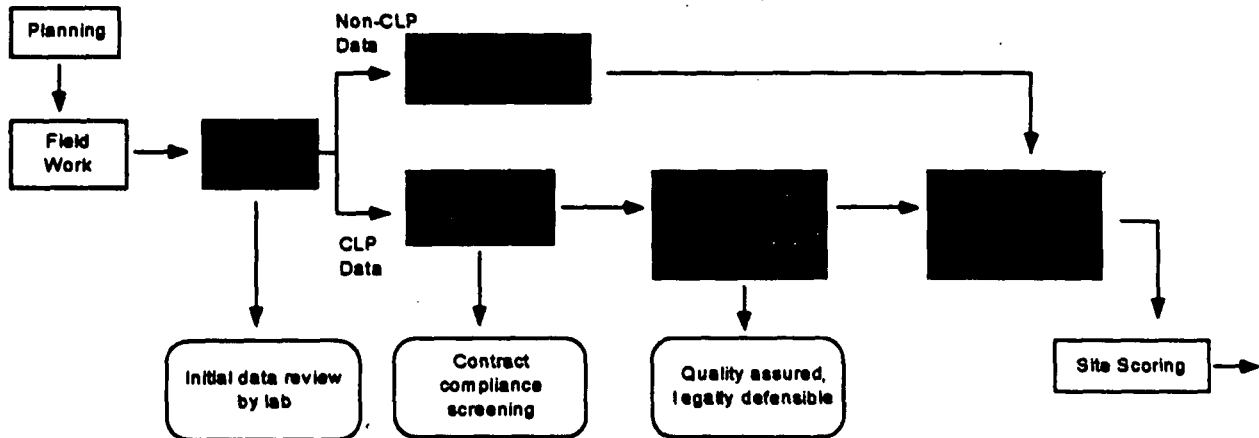 Planning
Non-CLP
Data
Field
Work
CLP
Data
Initial data review
by lab
Contract
compliance
screening
Quality assured,
legally defensible
Site Scoring